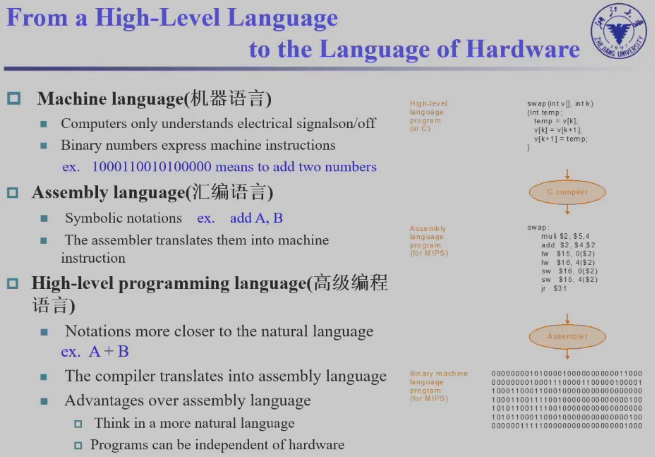 From a High-Level Language
to the Language of Hardware
ZHEJIANG UNIVERSITY
Machine language(机器语言)
Computers only understands electrical signalson/off
Binary numbers express machine instructions
ex. 1000110010100000 means to add two numbers
Assembly language(汇编语言)
Symbolic notations ex. add A, B
The assembler translates them into machine
instruction
High-level programming language(高级编程
语言)
Notations more closer to the natural language
ex. A + B
The compiler translates into assembly language
Advantages over assembly language
Think in a more natural language
Programs can be independent of hardware
High-level
language
program
(in C)
swap(int v[], int k)
{int temp;
temp = v[k];
v[k] = v[k+1];
v[k+1] = temp;
}
C compiler
Assembly
language
program
(for MIPS)
swap:
muli $2, $5,4
add $2, $4,$2
lw $15, 0($2)
lw $16, 4($2)
sw $16, 0($2)
sw $15, 4($2)
jr $31
Assembler
Binary machine
language
program
(for MIPS)